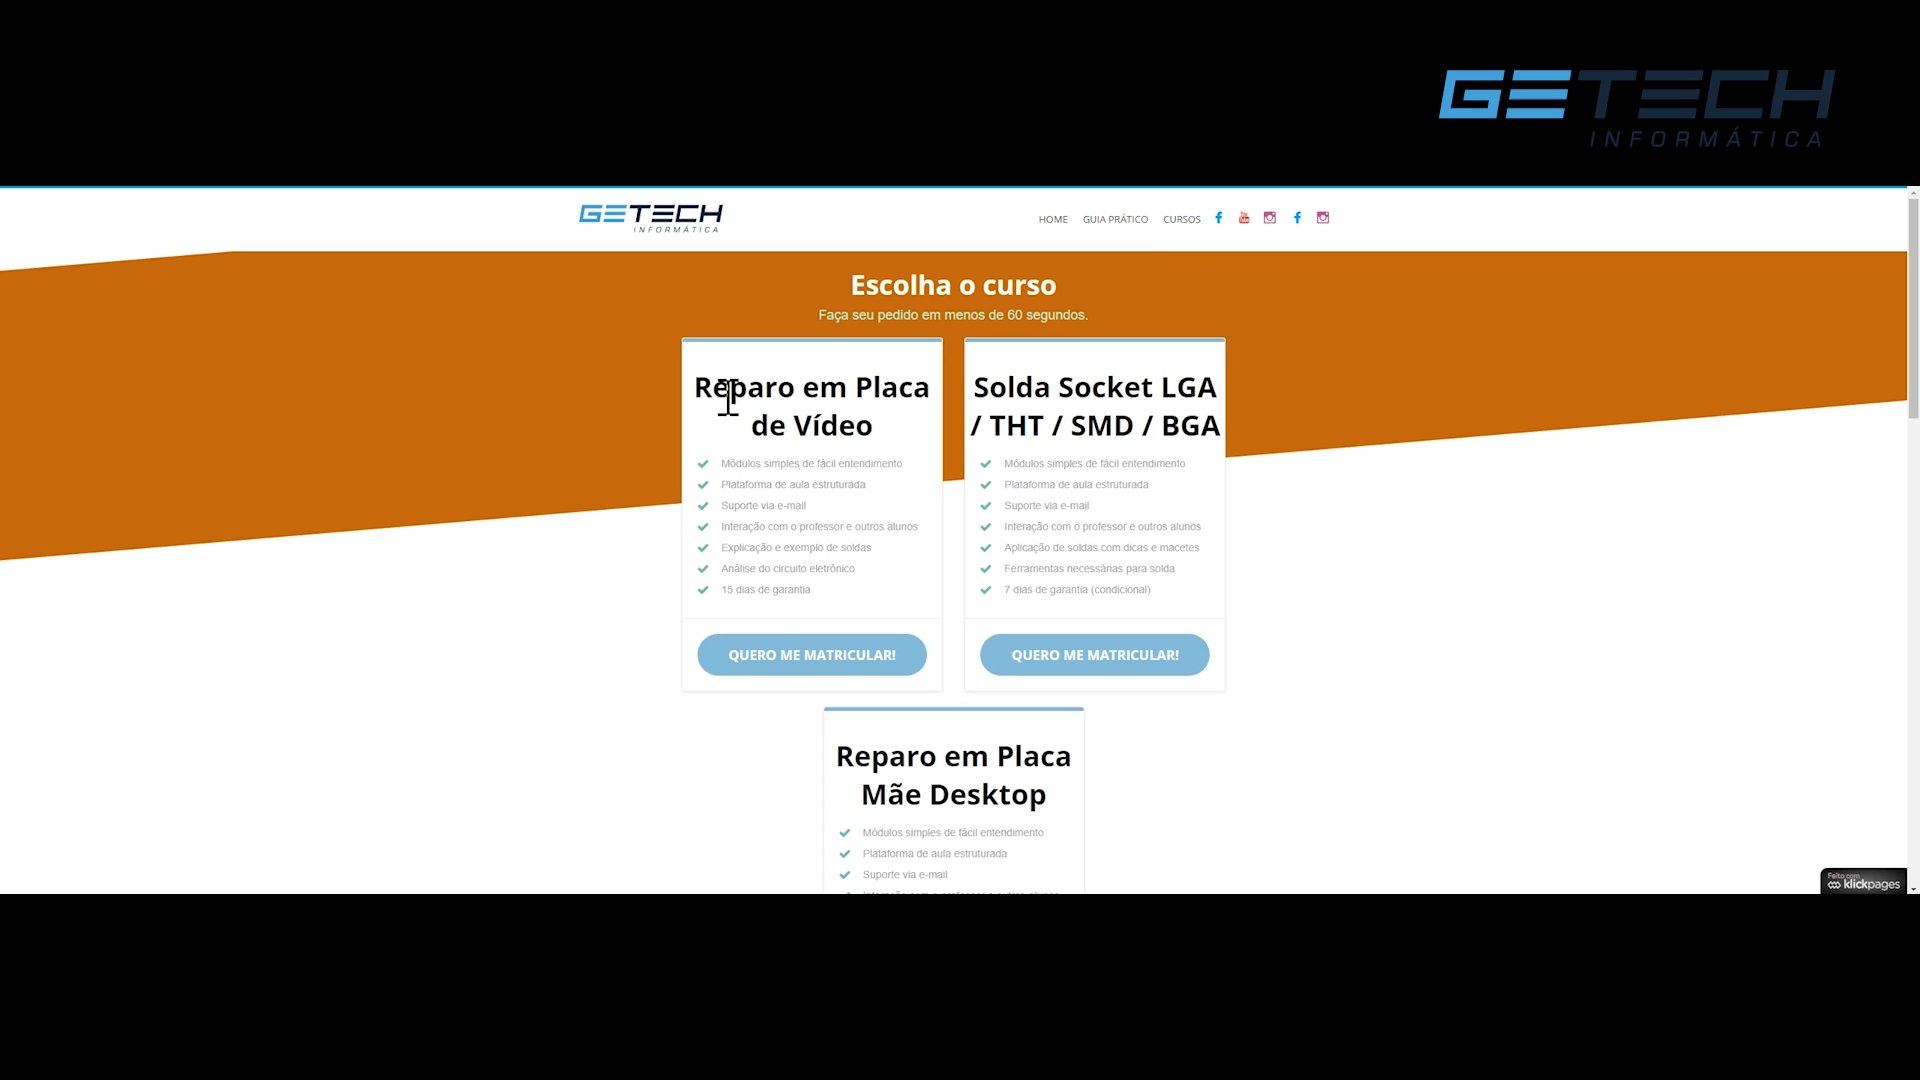 GETECH
INFORMÁTICA
GETECH
INFORMÁTICA
HOME GUIA PRÁTICO CURSOS
Escolha o curso
Faça seu pedido em menos de 60 segundos.
Reparo em Placa
de Vídeo
Módulos simples de fácil entendimento
Plataforma de aula estruturada
Suporte via e-mail
Interação com o professor e outros alunos
Explicação e exemplo de soldas
Análise do circuito eletrônico
15 dias de garantia
QUERO ME MATRICULAR!
Solda Socket LGA
/ THT / SMD / BGA
Módulos simples de fácil entendimento
Plataforma de aula estruturada
Suporte via e-mail
Interação com o professor e outros alunos
Aplicação de soldas com dicas e macetes
Ferramentas necessárias para solda
7 dias de garantia (condicional)
QUERO ME MATRICULAR!
Reparo em Placa
Mãe Desktop
Módulos simples de fácil entendimento
Plataforma de aula estruturada
Suporte via e-mail
Feito com
klickpages